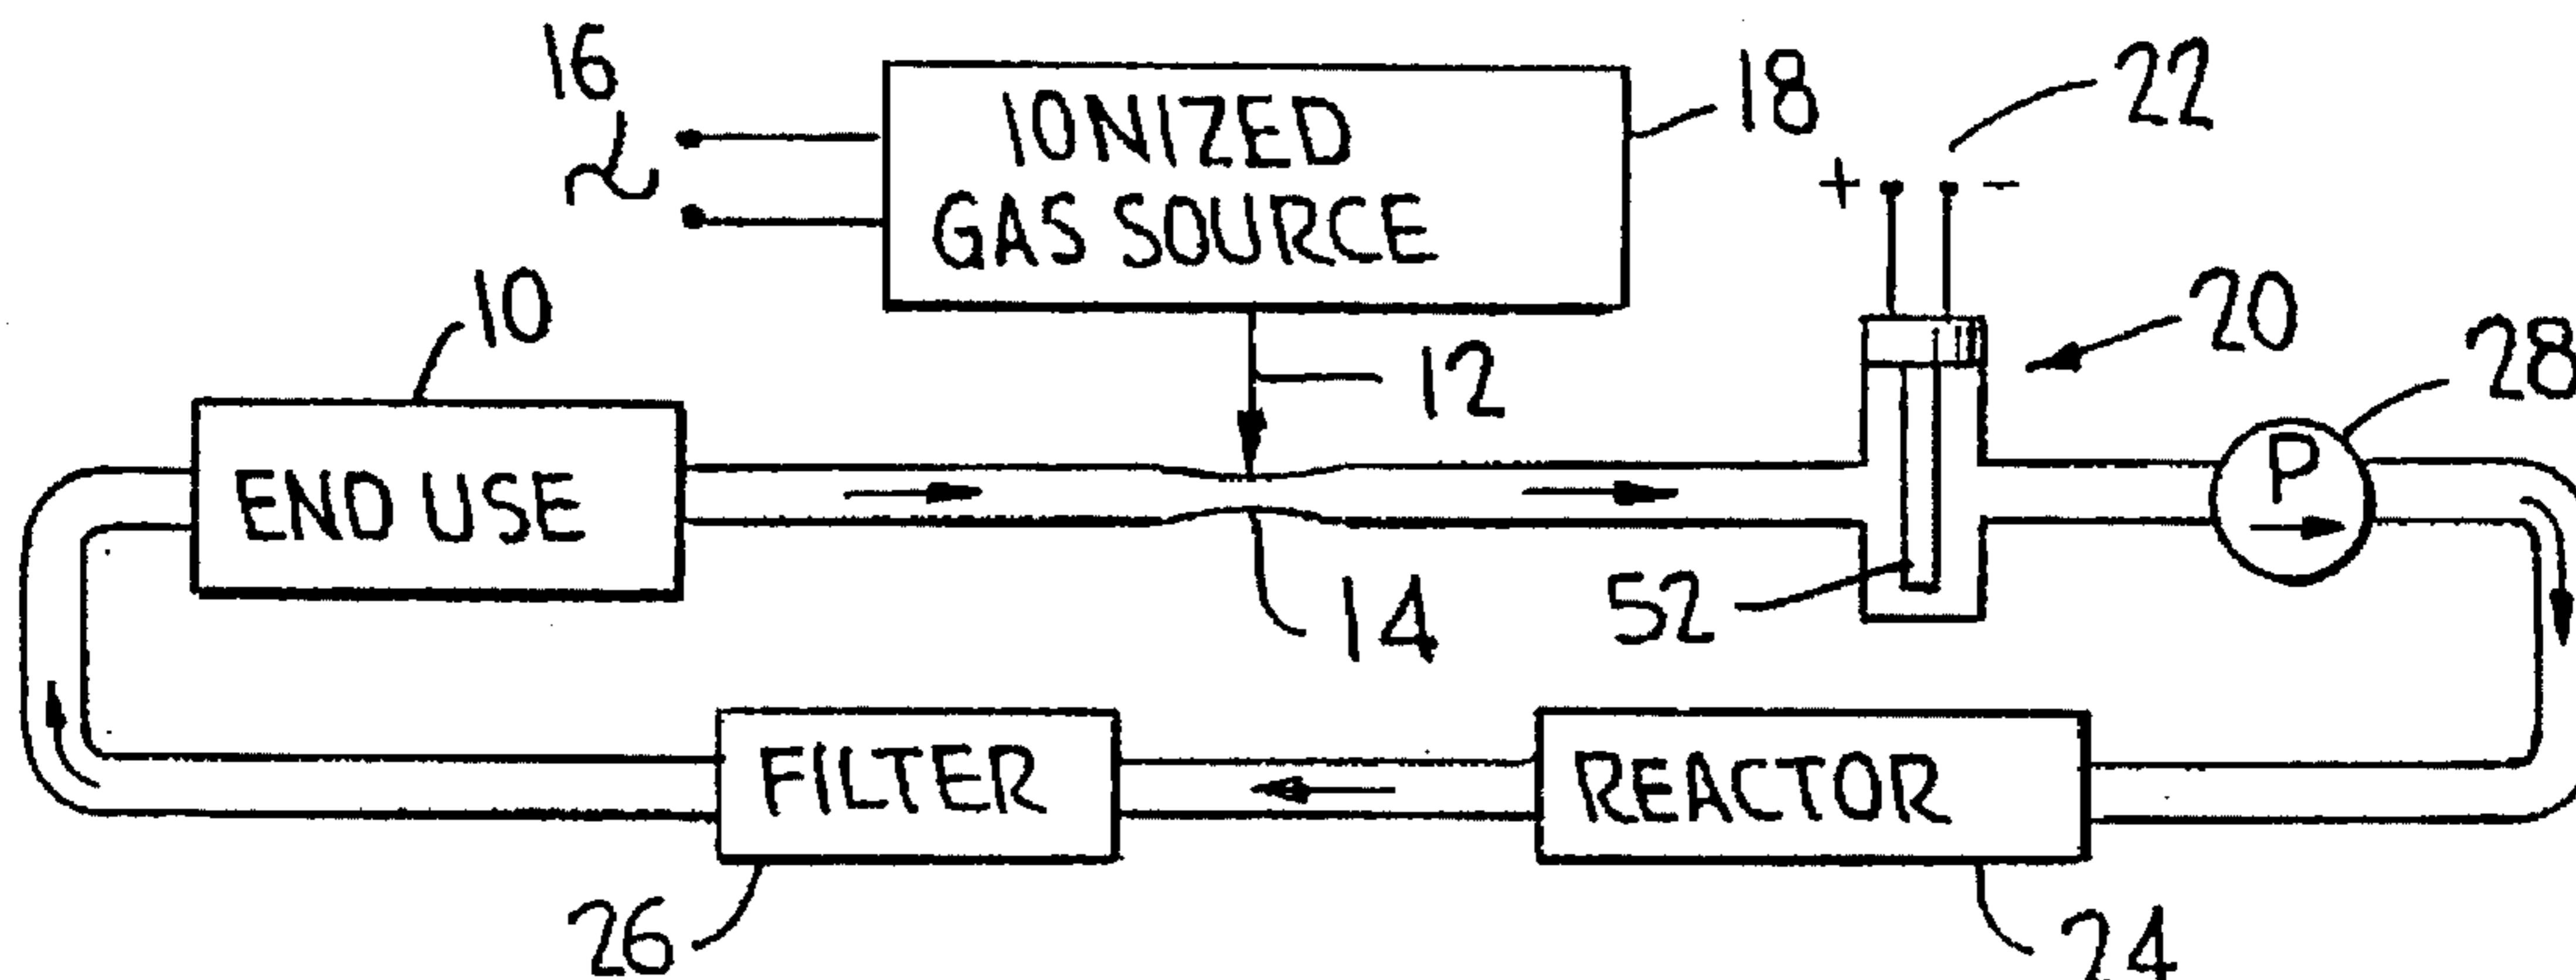 16
IONIZED
GAS SOURCE
18
22
+ -
10
12
20
28
END USE
P
14
52
FILTER
REACTOR
26
24